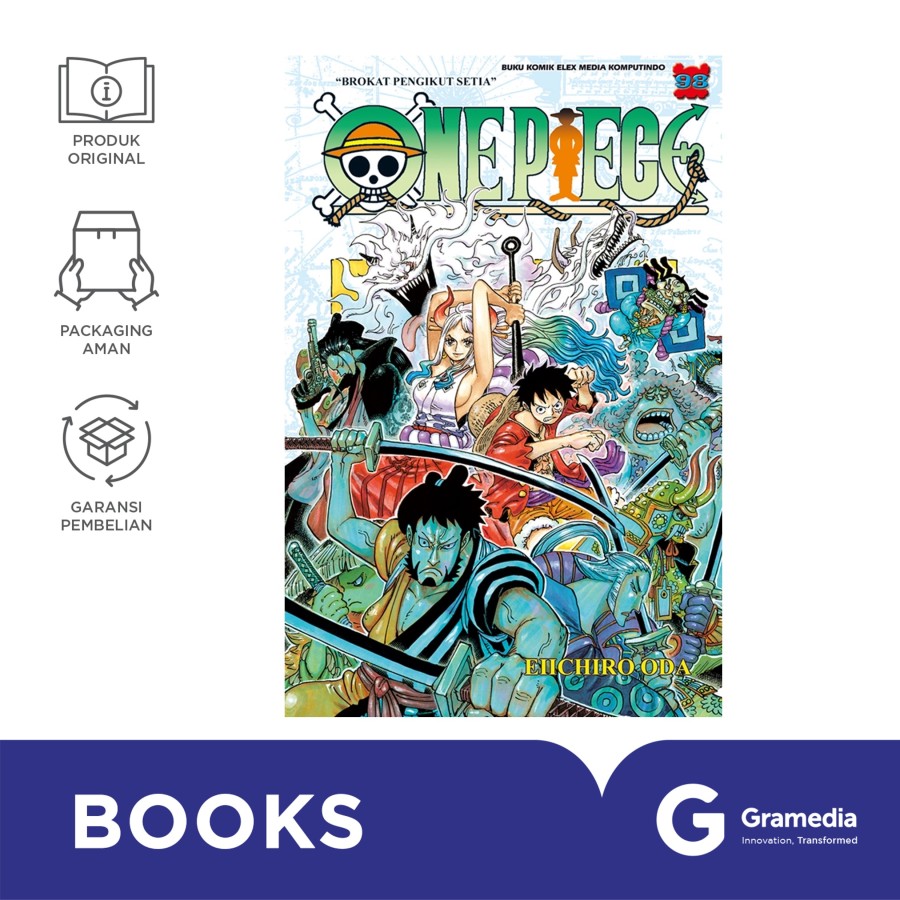 PRODUK
ORIGINAL
PACKAGING
AMAN
GARANSI
PEMBELIAN
BUKU KOMIK ELEX MEDIA KOMPUTINDO
98
"BROKAT PENGIKUT SETIA"
ONE PIECE
EIICHIRO ODA
BOOKS
G Gramedia
Innovation, Transformed